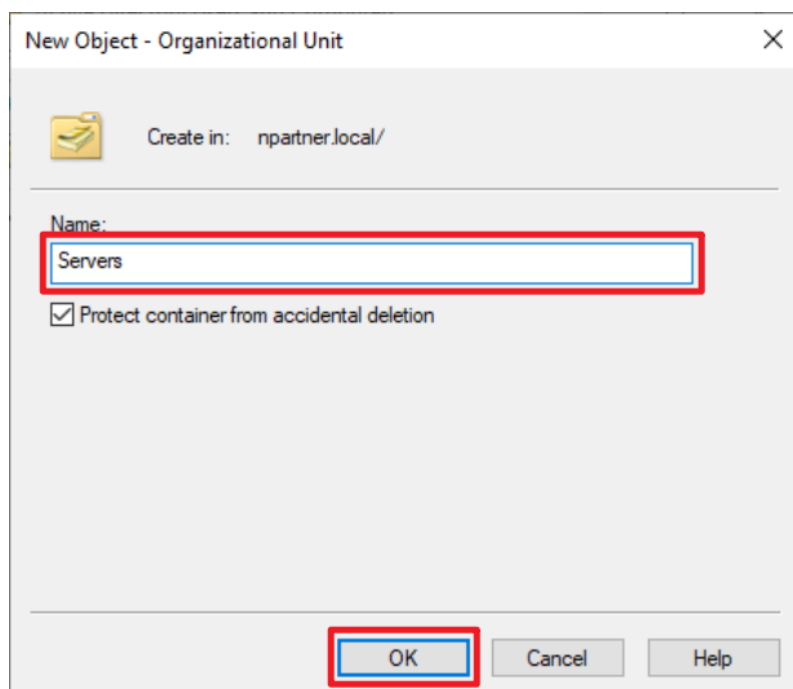 New Object - Organizational Unit
Create in: npartner.local/
Name:
Servers
Protect container from accidental deletion
OK Cancel Help